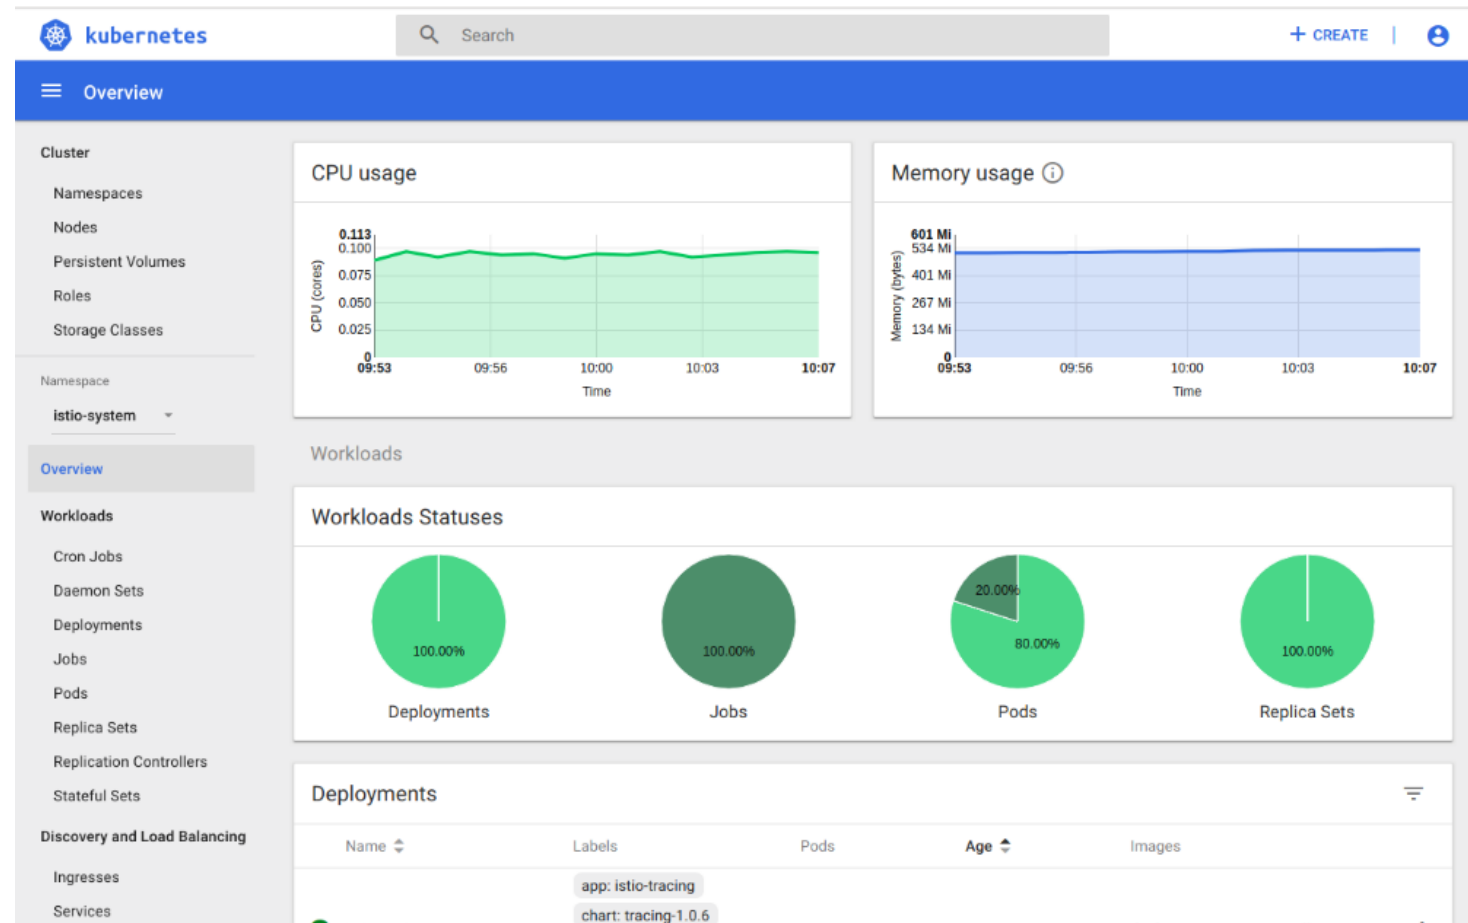 kubernetes
Search
+ CREATE |
Overview
Cluster
Namespaces
Nodes
Persistent Volumes
Roles
Storage Classes
Namespace
istio-system
Overview
Workloads
Cron Jobs
Daemon Sets
Deployments
Jobs
Pods
Replica Sets
Replication Controllers
Stateful Sets
Discovery and Load Balancing
Ingresses
Services
CPU usage
CPU (cores)
0.113
0.100
0.075
0.050
0.025
0
09:53 09:56 10:00 10:03 10:07
Time
Memory usage
Memory (bytes)
601 Mi
534 Mi
401 Mi
267 Mi
134 Mi
0
09:53 09:56 10:00 10:03 10:07
Time
Workloads
Workloads Statuses
100.00%
Deployments
100.00%
Jobs
20.00%
80.00%
Pods
100.00%
Replica Sets
Deployments
Name Labels Pods Age Images
app: istio-tracing
chart: tracing-1.0.6